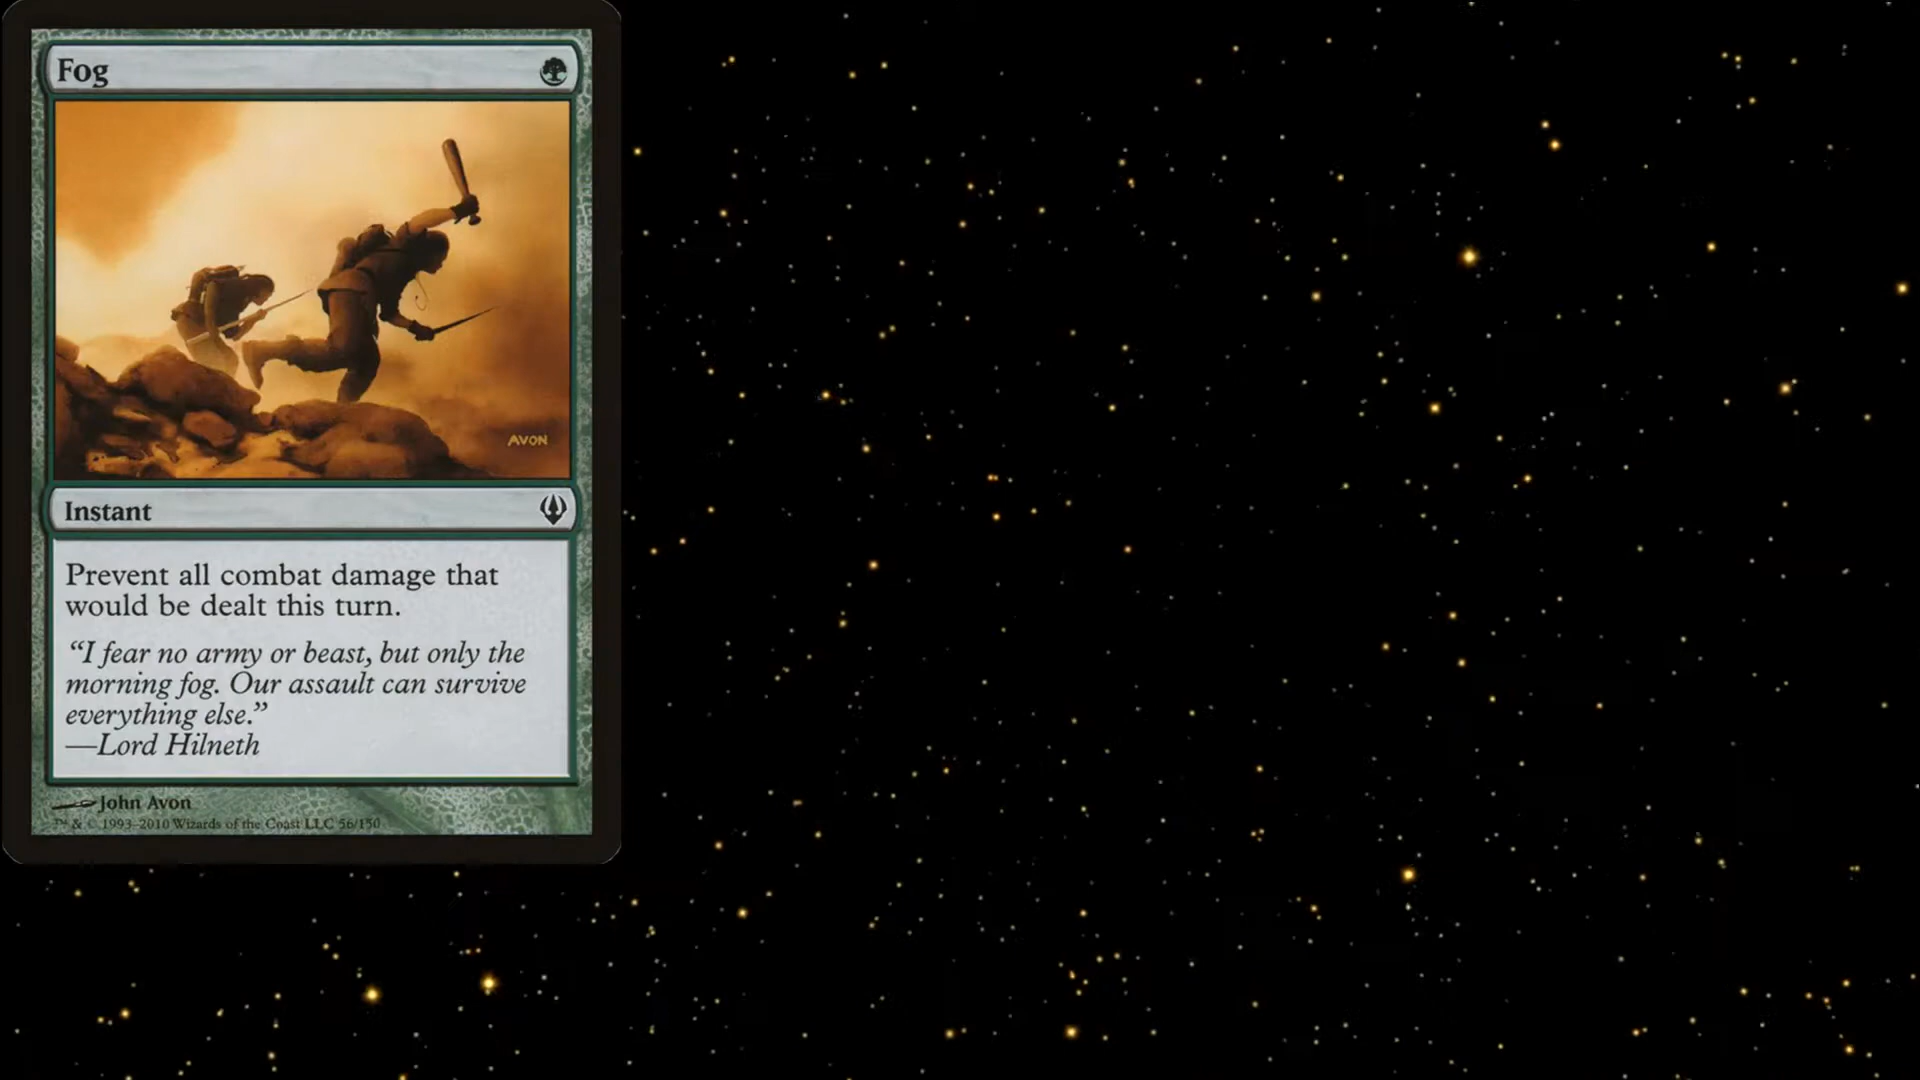 Fog
AVON
Instant
Prevent all combat damage that
would be dealt this turn.
“I fear no army or beast, but only the
morning fog. Our assault can survive
everything else.”
—Lord Hilneth
John Avon
™ & © 1993–2010 Wizards of the Coast LLC 56/150